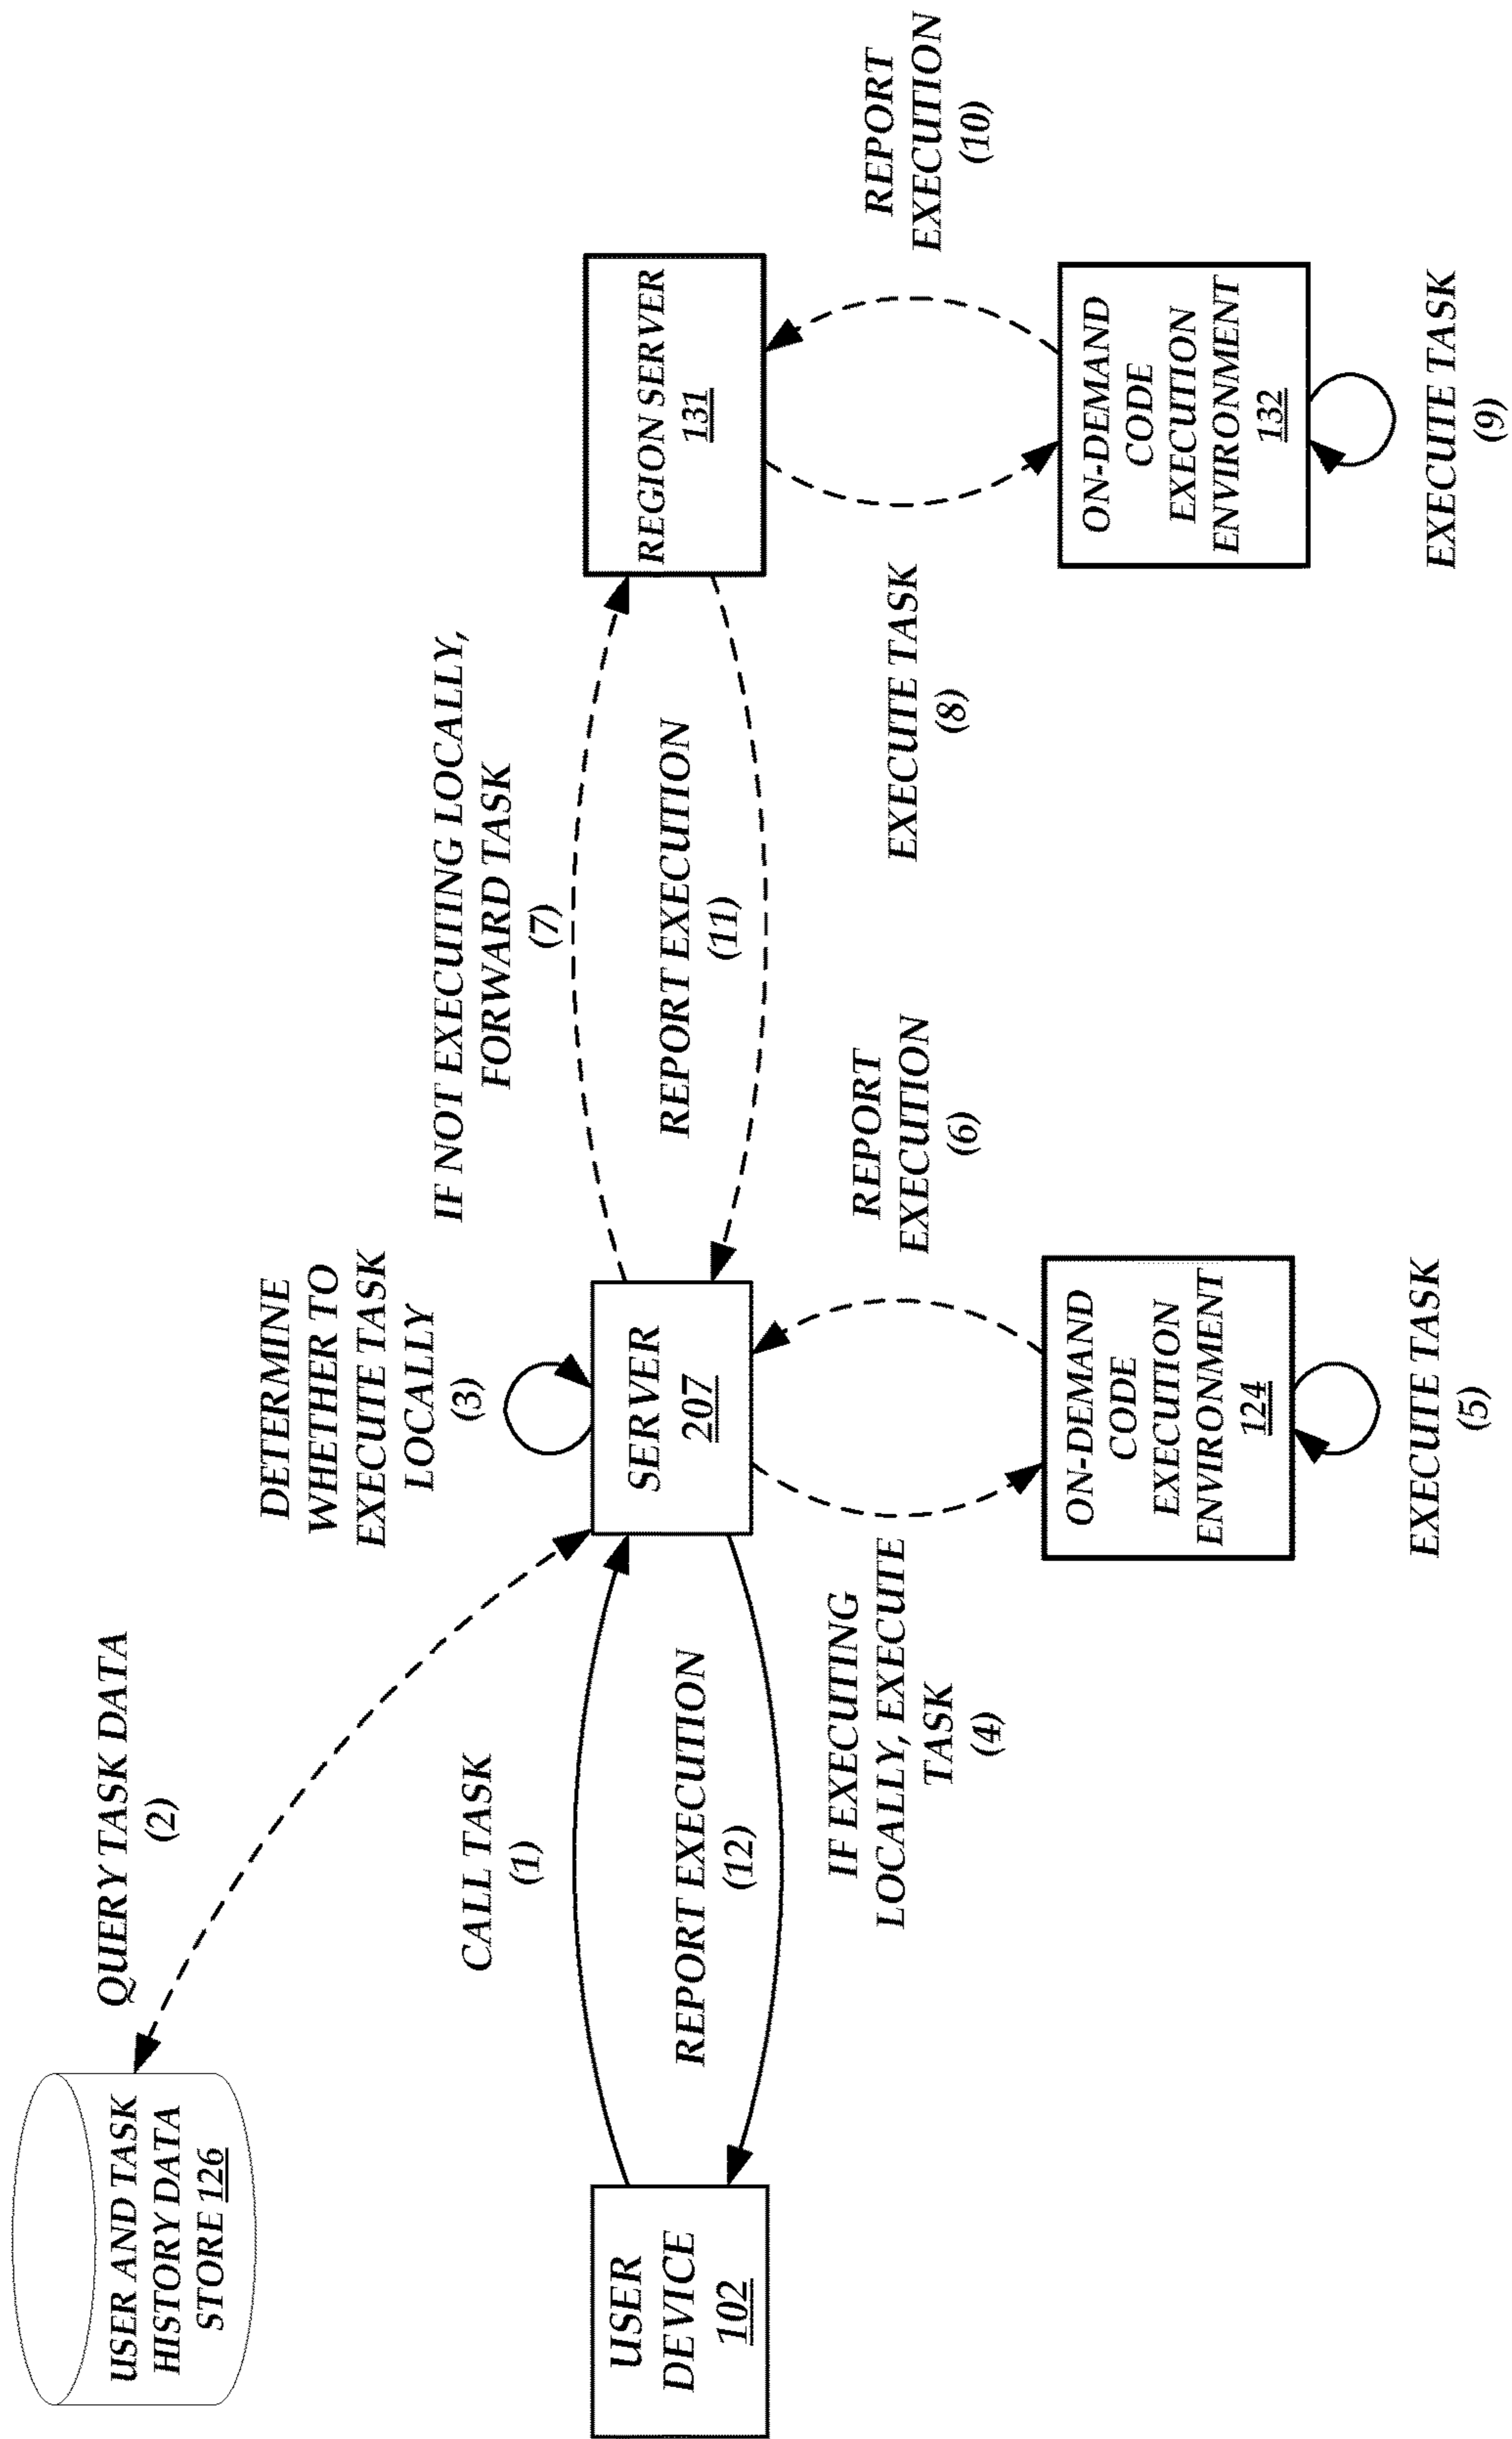 USER AND TASK
HISTORY DATA
STORE 126
QUERY TASK DATA
(2)
DETERMINE
WHETHER TO
EXECUTE TASK
LOCALLY
(3)
IF NOT EXECUTING LOCALLY,
FORWARD TASK
(7)
CALL TASK
(1)
USER
DEVICE
102
REPORT EXECUTION
(12)
SERVER
207
REPORT EXECUTION
(11)
REGION SERVER
131
IF EXECUTING
LOCALLY, EXECUTE
TASK
(4)
REPORT
EXECUTION
(6)
EXECUTE TASK
(8)
REPORT
EXECUTION
(10)
ON-DEMAND
CODE
EXECUTION
ENVIRONMENT
124
ON-DEMAND
CODE
EXECUTION
ENVIRONMENT
132
EXECUTE TASK
(5)
EXECUTE TASK
(9)